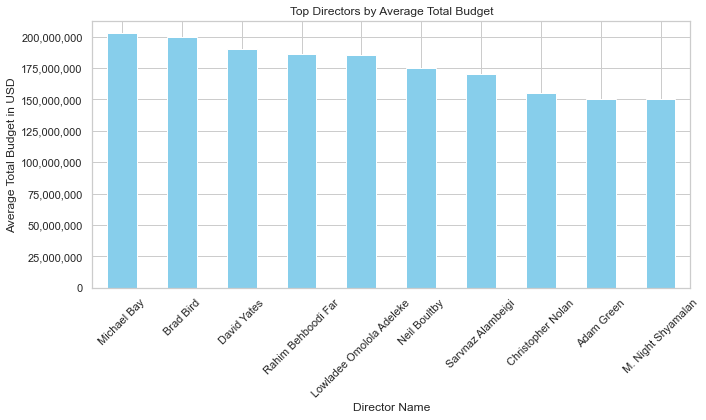 Top Directors by Average Total Budget
Average Total Budget in USD
200,000,000
175,000,000
150,000,000
125,000,000
100,000,000
75,000,000
50,000,000
25,000,000
0
Michael Bay
Brad Bird
David Yates
Rahim Behboodi Far
Lowladee Omolola Adeleke
Neil Boultby
Sarvnaz Alambeigi
Christopher Nolan
Adam Green
M. Night Shyamalan
Director Name